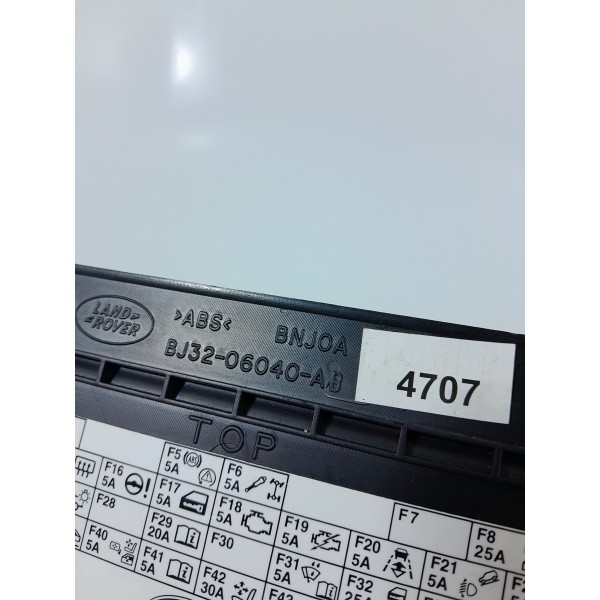 LAND ROVER
>ABS<
BNJOA
BJ32-06040-AB
4707
TOP
F5 5A (ABS)
F6 5A
F7
F8 25A
F16 5A
F17 5A
F18 5A
F19 5A
F20 5A
F21 5A
F28
F29 20A
F30
F31 5A
F32
F40 5A
F41 5A
F42 30A
F43